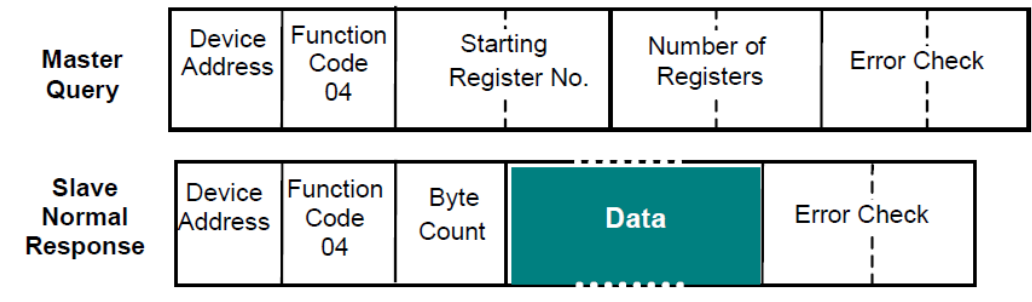 Master
Query
Device
Address
Function
Code
04
Starting
Register No.
Number of
Registers
Error Check
Slave
Normal
Response
Device
Address
Function
Code
04
Byte
Count
Data
Error Check